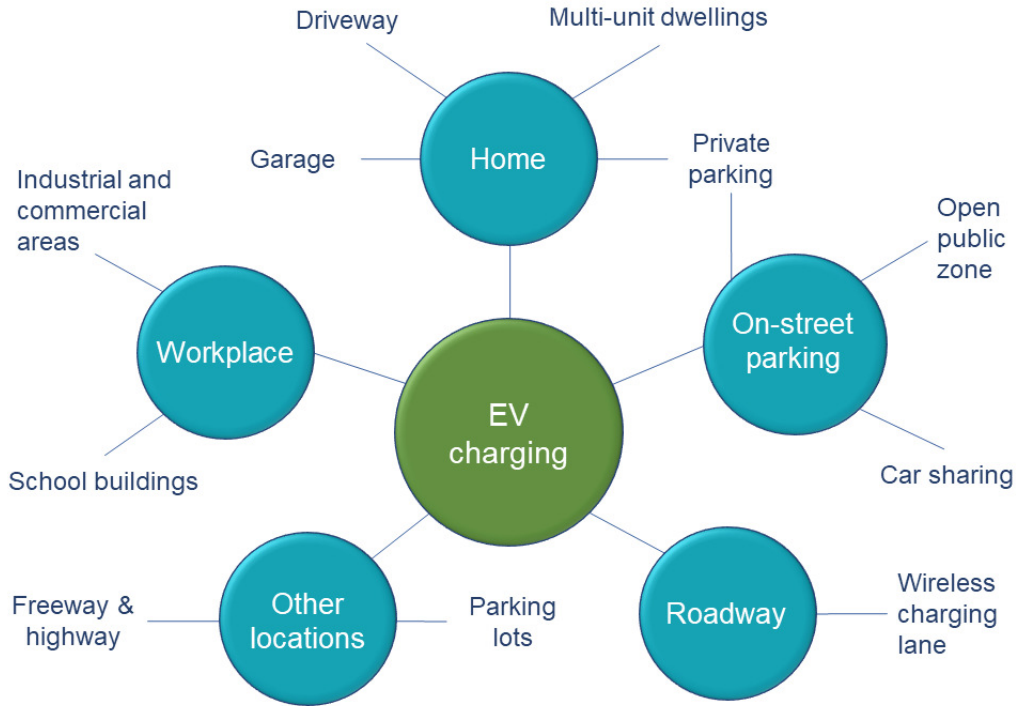 Driveway
Multi-unit dwellings
Garage
Home
Private
parking
Industrial and
commercial
areas
Open
public
zone
Workplace
On-street
parking
EV
charging
School buildings
Car sharing
Freeway &
highway
Other
locations
Parking
lots
Roadway
Wireless
charging
lane